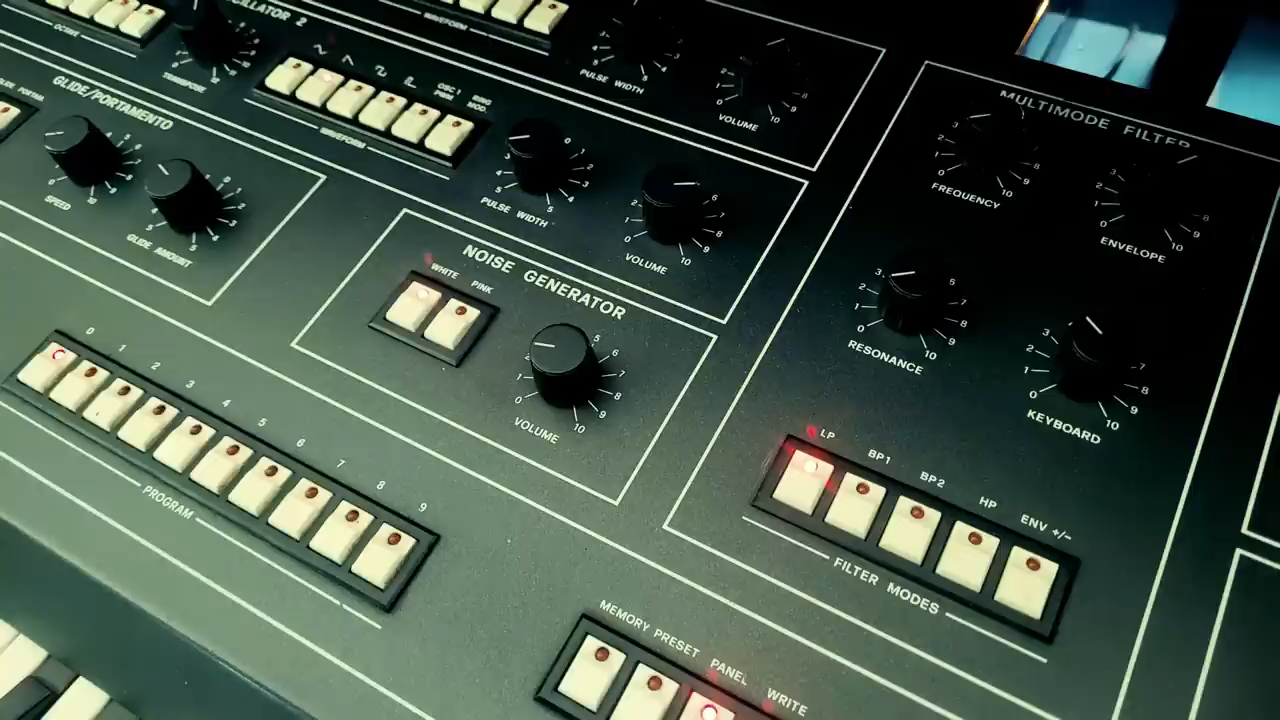 OCTAVE
TRANSPOSE
OSCILLATOR 2
WAVEFORM
PULSE WIDTH
VOLUME
GLIDE/PORTAMENTO
SPEED
GLIDE AMOUNT
OSC 1 PWM
RING MOD.
WAVEFORM
PULSE WIDTH
VOLUME
NOISE GENERATOR
WHITE PINK
VOLUME
MULTIMODE FILTER
FREQUENCY
ENVELOPE
RESONANCE
KEYBOARD
LP BP1 BP2 HP ENV +/-
FILTER MODES
0 1 2 3 4 5 6 7 8 9
PROGRAM
MEMORY PRESET PANEL WRITE